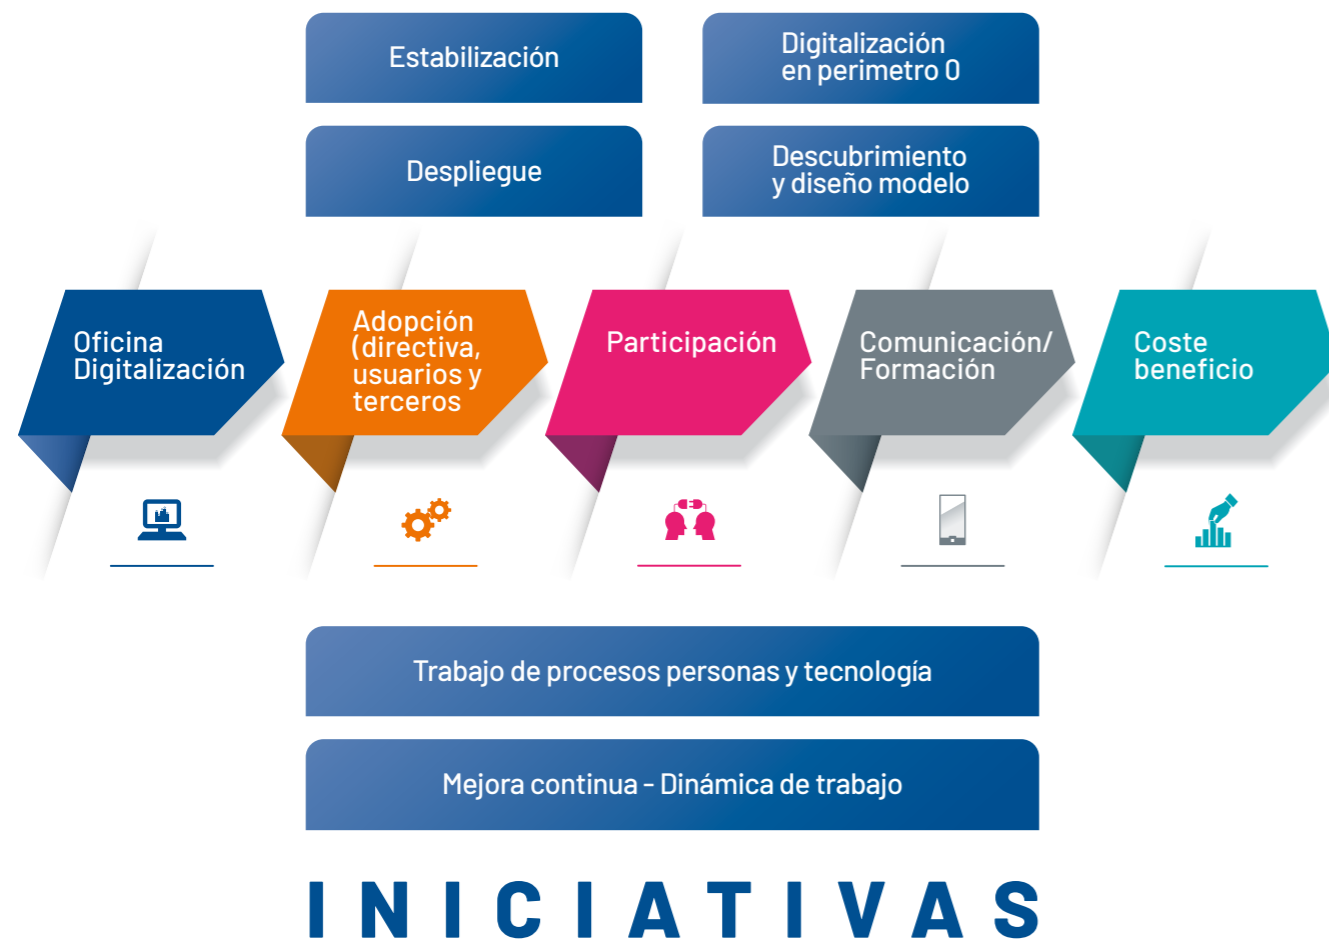 Estabilización
Digitalización
en perimetro 0
Despliegue
Descubrimiento
y diseño modelo
Oficina
Digitalización
Adopción
(directiva,
usuarios y
terceros
Participación
Comunicación/
Formación
Coste
beneficio
Trabajo de procesos personas y tecnología
Mejora continua - Dinámica de trabajo
INICIATIVAS